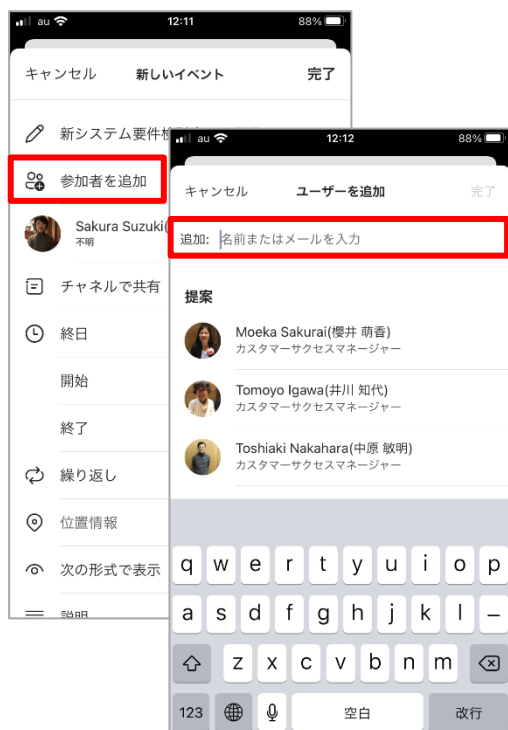 au 12:11 88%
キャンセル 新しいイベント 完了
新システム要件
参加者を追加
Sakura Suzuki(
不明
チャネルで共有
終日
開始
終了
繰り返し
位置情報
次の形式で表示
説明
au 12:12 88%
キャンセル ユーザーを追加 完了
追加: 名前またはメールを入力
提案
Moeka Sakurai(櫻井 萌香)
カスタマーサクセスマネージャー
Tomoyo Igawa(井川 知代)
カスタマーサクセスマネージャー
Toshiaki Nakahara(中原 敏明)
カスタマーサクセスマネージャー
q w e r t y u i o p
a s d f g h j k l –
z x c v b n m
123 空白 改行